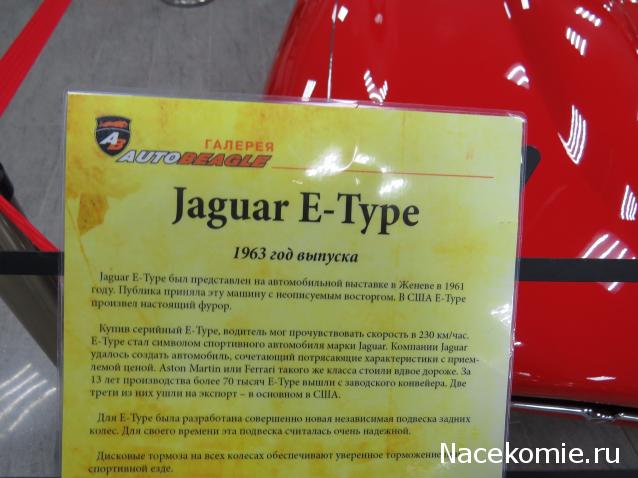 ГАЛЕРЕЯ
AB
AUTOBEAGLE
Jaguar E-Type
1963 год выпуска
Jaguar E-Type был представлен на автомобильной выставке в Женеве в 1961
году. Публика приняла эту машину с неописуемым восторгом. В США E-Type
произвел настоящий фурор.
Купив серийный E-Type, водитель мог прочувствовать скорость в 230 км/час.
E-Type стал символом спортивного автомобиля марки Jaguar. Компании Jaguar
удалось создать автомобиль, сочетающий потрясающие характеристики с прием-
лемой ценой. Aston Martin или Ferrari такого же класса стоили вдвое дороже. За
13 лет производства более 70 тысяч E-Type вышли с заводского конвейера. Две
трети из них ушли на экспорт – в основном в США.
Для E-Type была разработана совершенно новая независимая подвеска задних
колес. Для своего времени эта подвеска считалась очень надежной.
Дисковые тормоза на всех колесах обеспечивают уверенное торможение
спортивной езде.
Nacekomie.ru